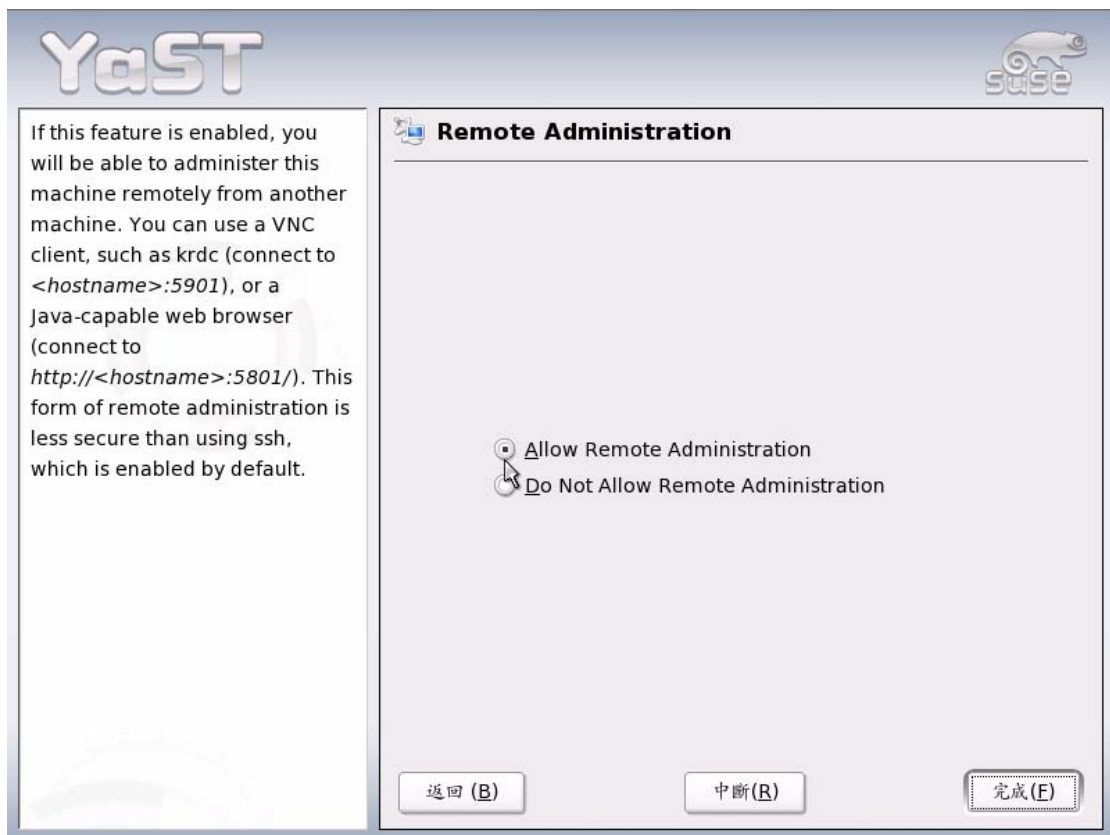 YaST
SUSE
If this feature is enabled, you
will be able to administer this
machine remotely from another
machine. You can use a VNC
client, such as krdc (connect to
<hostname>:5901), or a
Java-capable web browser
(connect to
http://<hostname>:5801/). This
form of remote administration is
less secure than using ssh,
which is enabled by default.
Remote Administration
Allow Remote Administration
Do Not Allow Remote Administration
返回 (B)
中斷(R)
完成(F)